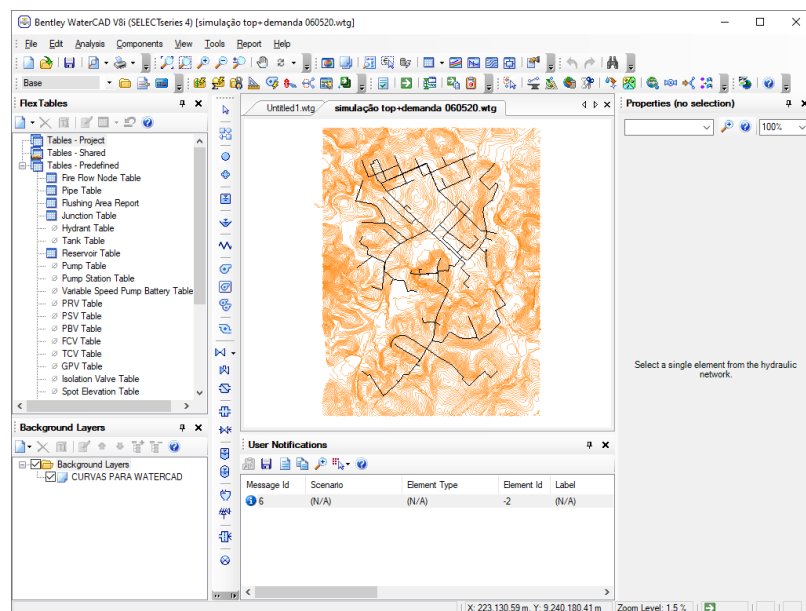 Bentley WaterCAD V8i (SELECTseries 4) [simulação top+demanda 060520.wtg]
File Edit Analysis Components View Tools Report Help
Base
FlexTables
Tables - Project
Tables - Shared
Tables - Predefined
Fire Flow Node Table
Pipe Table
Flushing Area Report
Junction Table
Hydrant Table
Tank Table
Reservoir Table
Pump Table
Pump Station Table
Variable Speed Pump Battery Table
PRV Table
PSV Table
PBV Table
FCV Table
TCV Table
GPV Table
Isolation Valve Table
Spot Elevation Table
Background Layers
Background Layers
CURVAS PARA WATERCAD
Untitled1.wtg simulação top+demanda 060520.wtg
User Notifications
Message Id Scenario Element Type Element Id Label
6 (N/A) (N/A) -2 (N/A)
Properties (no selection)
100%
Select a single element from the hydraulic
network.
X: 223.130,59 m, Y: 9.240.180,41 m Zoom Level: 1,5 %